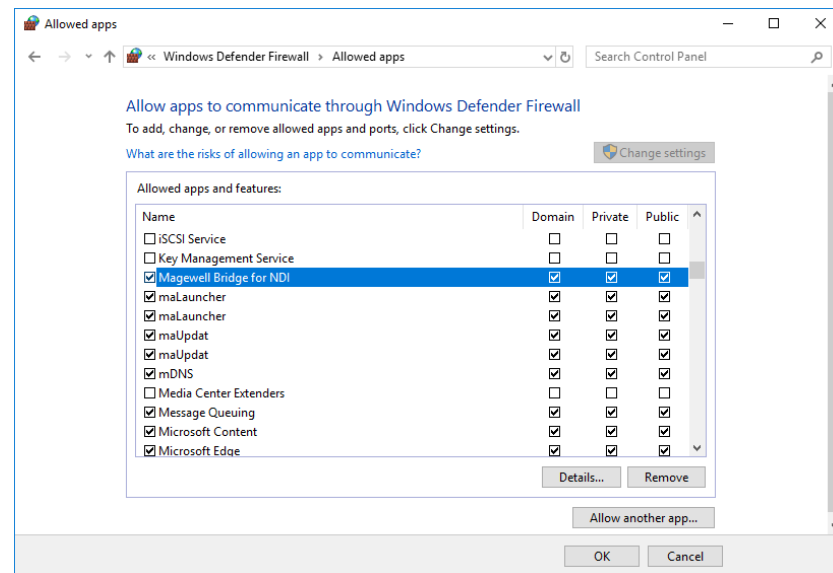 Allowed apps
« Windows Defender Firewall > Allowed apps
Search Control Panel
Allow apps to communicate through Windows Defender Firewall
To add, change, or remove allowed apps and ports, click Change settings.
What are the risks of allowing an app to communicate?
Change settings
Allowed apps and features:
Name Domain Private Public
iSCSI Service
Key Management Service
Magewell Bridge for NDI
maLauncher
maLauncher
maUpdat
maUpdat
mDNS
Media Center Extenders
Message Queuing
Microsoft Content
Microsoft Edge
Details... Remove
Allow another app...
OK Cancel